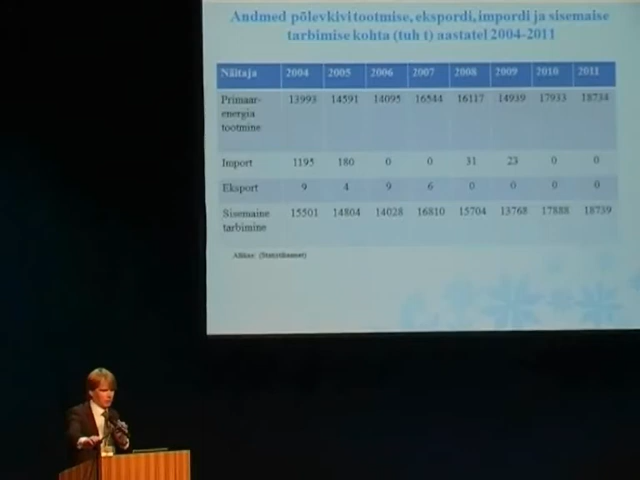 Andmed põlevkivi tootmise, ekspordi, impordi ja sisemaise
tarbimise kohta (tuh t) aastatel 2004-2011
Näitaja 2004 2005 2006 2007 2008 2009 2010 2011
Primaar- 13993 14591 14095 16544 16117 14939 17933 18734
energia
tootmine
Import 1195 180 0 0 31 23 0 0
Eksport 9 4 9 6 0 0 0 0
Sisemaine 15501 14804 14028 16810 15704 13768 17888 18739
tarbimine
Allikas: (Statistikaamet)